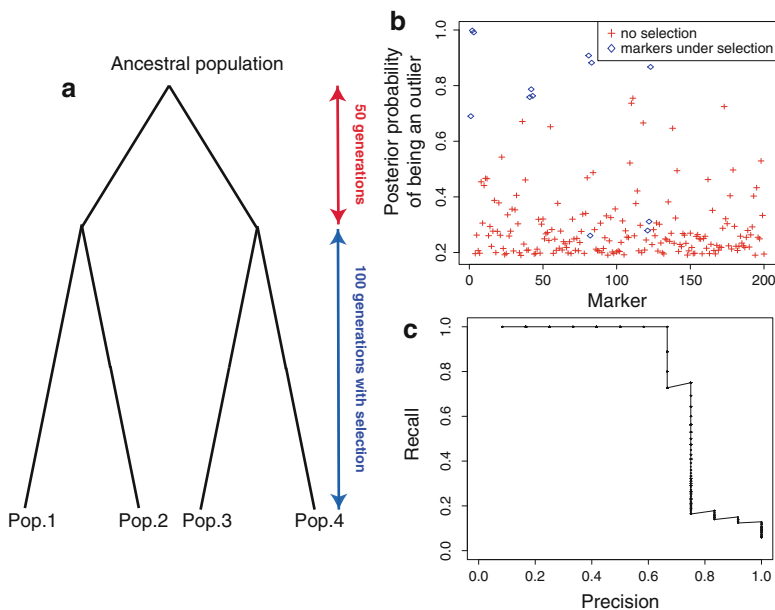 a
Ancestral population
50 generations
100 generations with selection
Pop.1
Pop.2
Pop.3
Pop.4
b
Posterior probability
of being an outlier
1.0
0.8
0.6
0.4
0.2
no selection
markers under selection
0
50
100
150
200
Marker
c
Recall
1.0
0.8
0.6
0.4
0.2
0.0
0.0
0.2
0.4
0.6
0.8
1.0
Precision